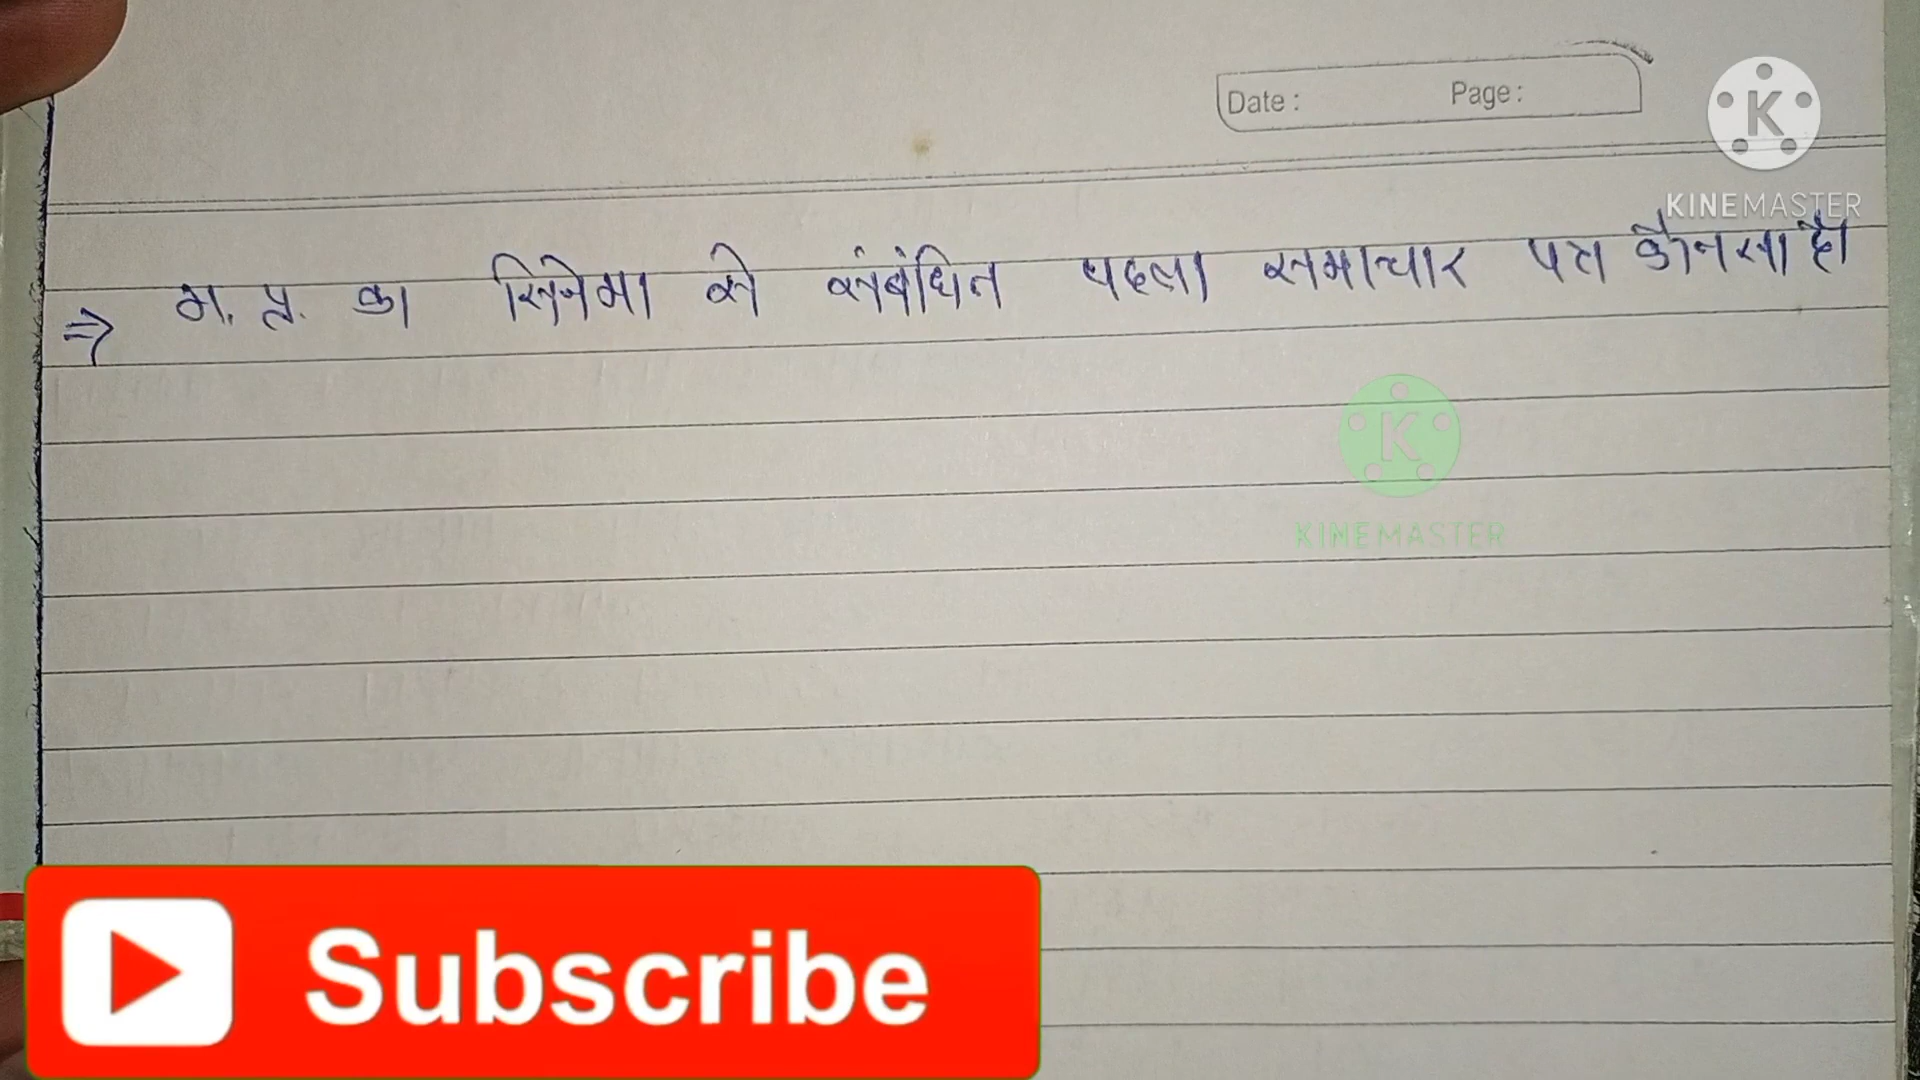 Date :
Page :
K
KINEMASTER
⇒ म. प्र. का सिनेमा से संबंधित पहला समाचार पत्र कौनसा है।
K
KINEMASTER
Subscribe